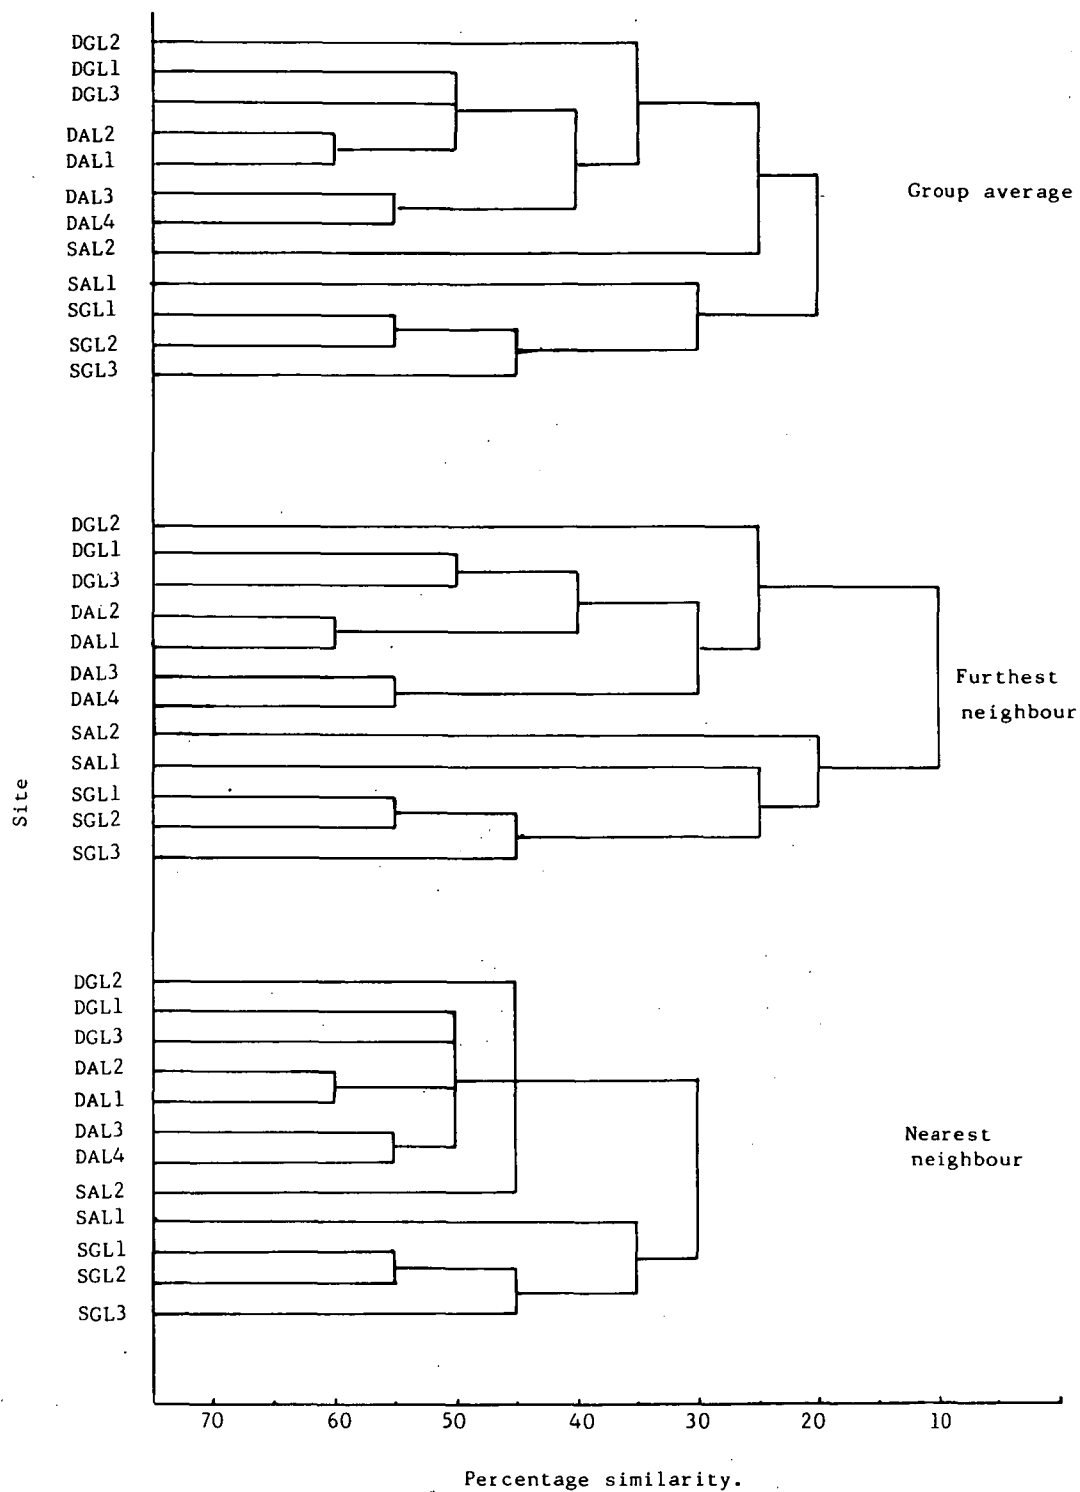 DGL2
DGL1
DGL3
DAL2
DAL1
DAL3
DAL4
SAL2
SAL1
SGL1
SGL2
SGL3
Group average
DGL2
DGL1
DGL3
DAL2
DAL1
DAL3
DAL4
SAL2
SAL1
SGL1
SGL2
SGL3
Furthest
neighbour
Site
DGL2
DGL1
DGL3
DAL2
DAL1
DAL3
DAL4
SAL2
SAL1
SGL1
SGL2
SGL3
Nearest
neighbour
70 60 50 40 30 20 10
Percentage similarity.